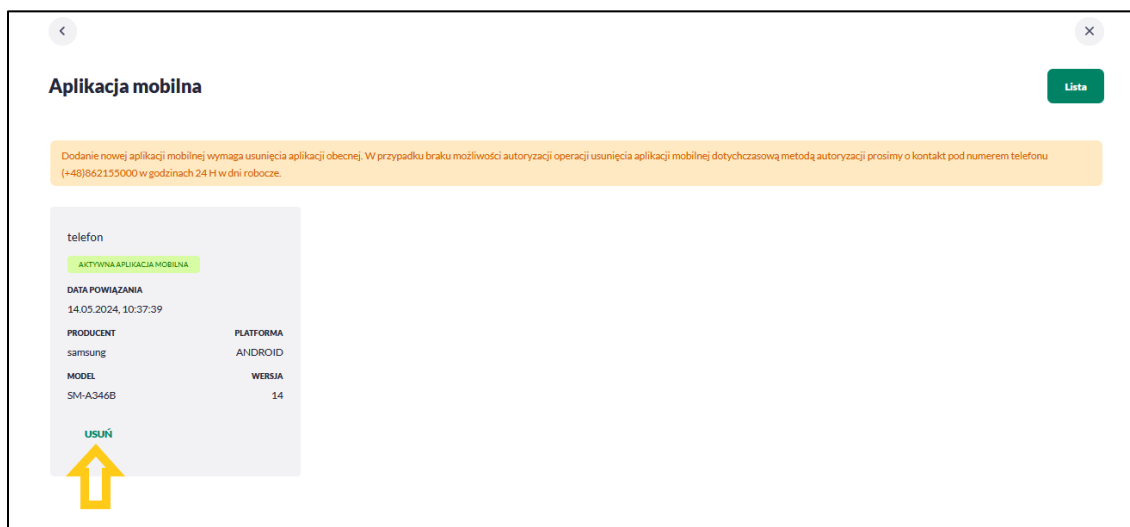 Aplikacja mobilna
Lista
Dodanie nowej aplikacji mobilnej wymaga usunięcia aplikacji obecnej. W przypadku braku możliwości autoryzacji operacji usunięcia aplikacji mobilnej dotychczasową metodą autoryzacji prosimy o kontakt pod numerem telefonu
(+48)862155000 w godzinach 24 H w dni robocze.
telefon
AKTYWNA APLIKACJA MOBILNA
DATA POWIĄZANIA
14.05.2024, 10:37:39
PRODUCENT PLATFORMA
samsung ANDROID
MODEL WERSJA
SM-A346B 14
USUŃ